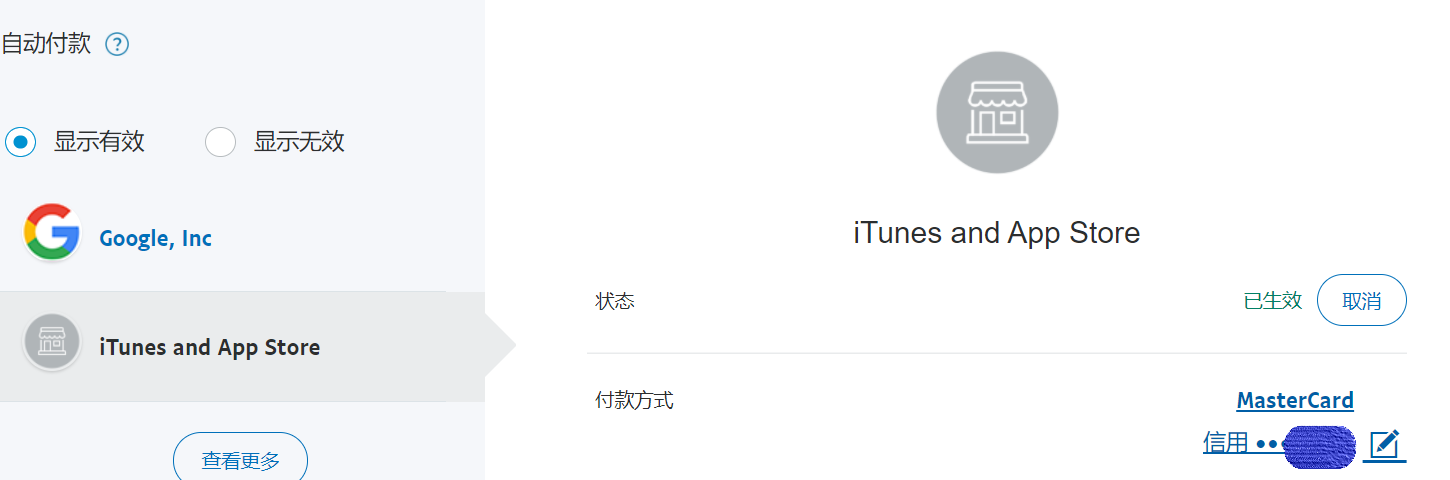 自动付款 ?
显示有效 显示无效
Google, Inc
iTunes and App Store
查看更多
iTunes and App Store
状态 已生效 取消
付款方式 MasterCard
信用 ••